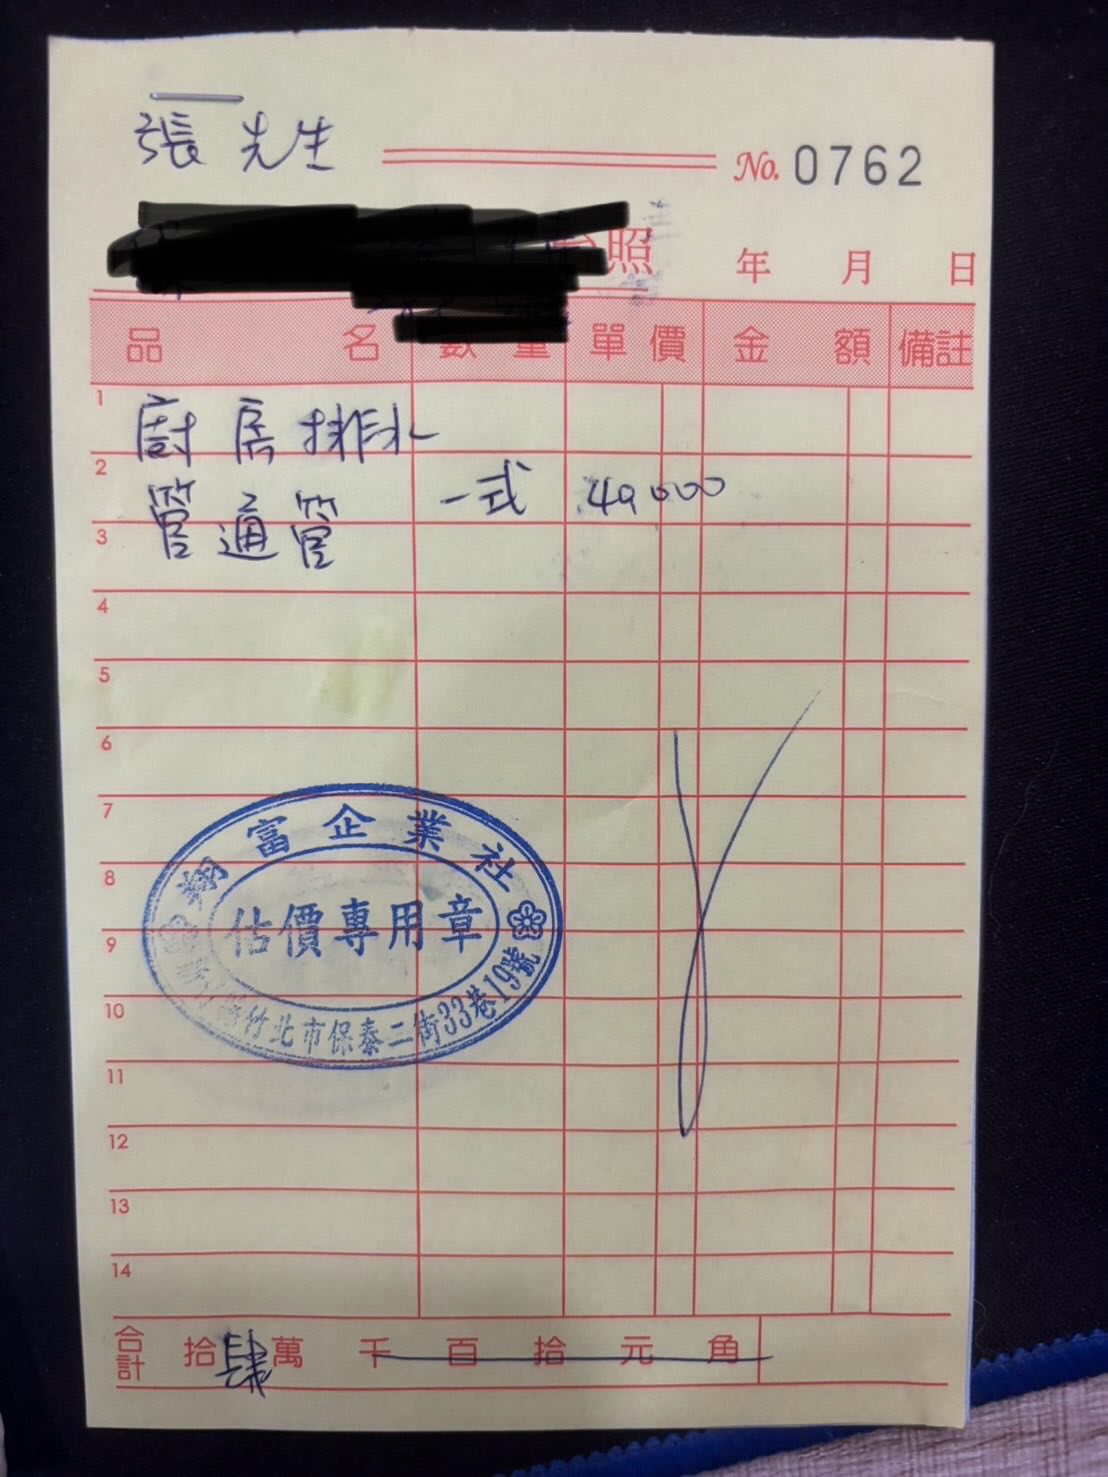 張先生
No. 0762
台照 年 月 日
品名 數量 單價 金額 備註
1 廚房排水
2 管通管 一式 40000
3
4
5
6
7
8
9
10
11
12
13
14
翔富企業社
估價專用章
竹北市保泰二街33巷19號
合計 拾肆萬 千 百 拾 元 角